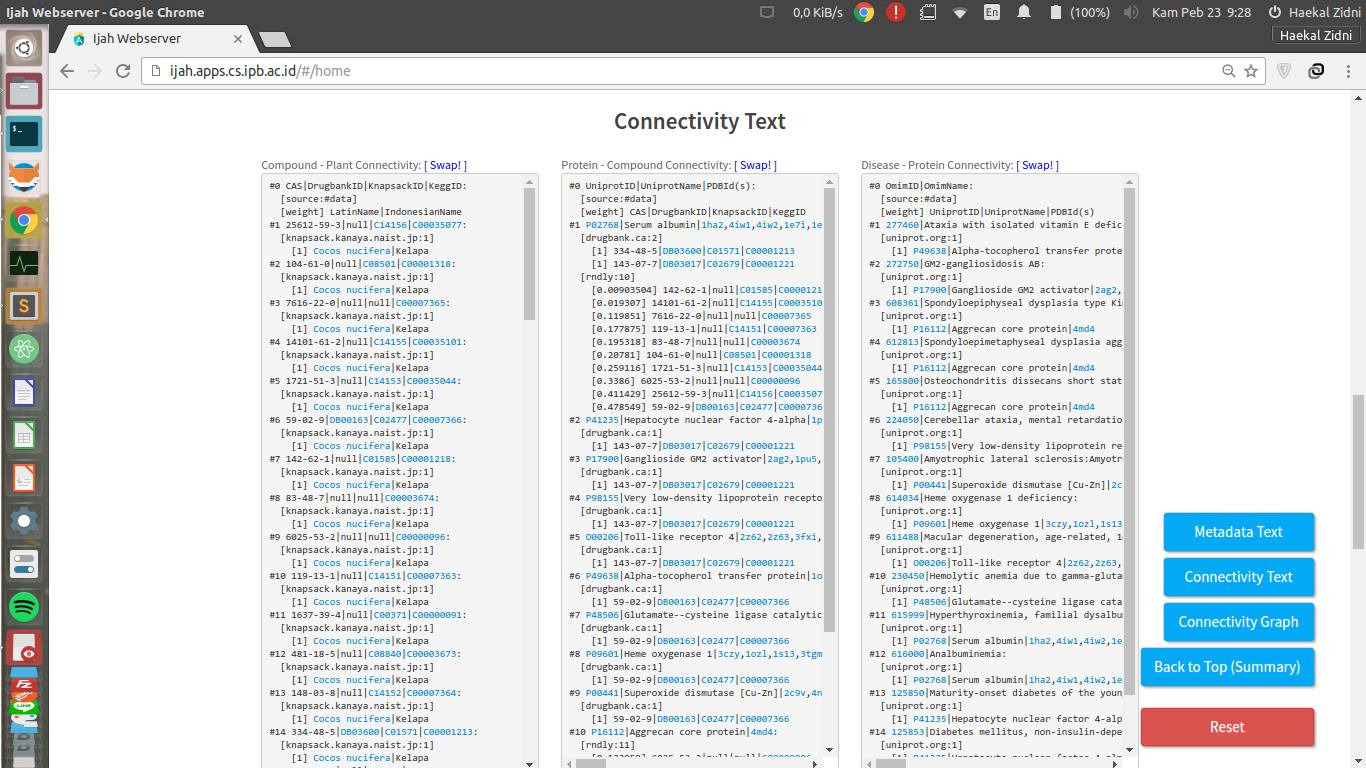 Ijah Webserver - Google Chrome
0,0 KiB/s
En
(100%)
Kam Peb 23 9:28
Haekal Zidni
Ijah Webserver
Haekal Zidni
ijah.apps.cs.ipb.ac.id/#/home
Connectivity Text
Compound - Plant Connectivity: [ Swap! ]
#0 CAS|DrugbankID|KnapsackID|KeggID:
[source:#data]
[weight] LatinName|IndonesianName
#1 25612-59-3|null|C14156|C00035077:
[knapsack.kanaya.naist.jp:1]
[1] Cocos nucifera|Kelapa
#2 104-61-0|null|C08501|C00001318:
[knapsack.kanaya.naist.jp:1]
[1] Cocos nucifera|Kelapa
#3 7616-22-0|null|null|C00007365:
[knapsack.kanaya.naist.jp:1]
[1] Cocos nucifera|Kelapa
#4 14101-61-2|null|C14155|C00035101:
[knapsack.kanaya.naist.jp:1]
[1] Cocos nucifera|Kelapa
#5 1721-51-3|null|C14153|C00035044:
[knapsack.kanaya.naist.jp:1]
[1] Cocos nucifera|Kelapa
#6 59-02-9|DB00163|C02477|C00007366:
[knapsack.kanaya.naist.jp:1]
[1] Cocos nucifera|Kelapa
#7 142-62-1|null|C01585|C00001218:
[knapsack.kanaya.naist.jp:1]
[1] Cocos nucifera|Kelapa
#8 83-48-7|null|null|C00003674:
[knapsack.kanaya.naist.jp:1]
[1] Cocos nucifera|Kelapa
#9 6025-53-2|null|null|C00000096:
[knapsack.kanaya.naist.jp:1]
[1] Cocos nucifera|Kelapa
#10 119-13-1|null|C14151|C00007363:
[knapsack.kanaya.naist.jp:1]
[1] Cocos nucifera|Kelapa
#11 1637-39-4|null|C00371|C00000091:
[knapsack.kanaya.naist.jp:1]
[1] Cocos nucifera|Kelapa
#12 481-18-5|null|C08840|C00003673:
[knapsack.kanaya.naist.jp:1]
[1] Cocos nucifera|Kelapa
#13 148-03-8|null|C14152|C00007364:
[knapsack.kanaya.naist.jp:1]
[1] Cocos nucifera|Kelapa
#14 334-48-5|DB03600|C01571|C00001213:
[knapsack.kanaya.naist.jp:1]
[1] Cocos nucifera|Kelapa
Protein - Compound Connectivity: [ Swap! ]
#0 UniprotID|UniprotName|PDBId(s):
[source:#data]
[weight] CAS|DrugbankID|KnapsackID|KeggID
#1 P02768|Serum albumin|1ha2,4iw1,4iw2,1e7i,1e
[drugbank.ca:2]
[1] 334-48-5|DB03600|C01571|C00001213
[1] 143-07-7|DB03017|C02679|C00001221
[rndly:10]
[0.00903504] 142-62-1|null|C01585|C0000121
[0.019307] 14101-61-2|null|C14155|C0003510
[0.119851] 7616-22-0|null|null|C00007365
[0.177875] 119-13-1|null|C14151|C00007363
[0.195318] 83-48-7|null|null|C00003674
[0.20781] 104-61-0|null|C08501|C00001318
[0.259116] 1721-51-3|null|C14153|C0003504
[0.3386] 6025-53-2|null|null|C00000096
[0.411429] 25612-59-3|null|C14156|C0003507
[0.478549] 59-02-9|DB00163|C02477|C0000736
#2 P41235|Hepatocyte nuclear factor 4-alpha|1p
[drugbank.ca:1]
[1] 143-07-7|DB03017|C02679|C00001221
#3 P17900|Ganglioside GM2 activator|2ag2,1pu5,
[drugbank.ca:1]
[1] 143-07-7|DB03017|C02679|C00001221
#4 P98155|Very low-density lipoprotein recepto
[drugbank.ca:1]
[1] 143-07-7|DB03017|C02679|C00001221
#5 O00206|Toll-like receptor 4|2z62,2z63,3fxi,
[drugbank.ca:1]
[1] 143-07-7|DB03017|C02679|C00001221
#6 P49638|Alpha-tocopherol transfer protein|1o
[drugbank.ca:1]
[1] 59-02-9|DB00163|C02477|C00007366
#7 P48506|Glutamate--cysteine ligase catalytic
[drugbank.ca:1]
[1] 59-02-9|DB00163|C02477|C00007366
#8 P09601|Heme oxygenase 1|3czy,1ozl,1s13,3tgm
[drugbank.ca:1]
[1] 59-02-9|DB00163|C02477|C00007366
#9 P00441|Superoxide dismutase [Cu-Zn]|2c9v,4n
[drugbank.ca:1]
[1] 59-02-9|DB00163|C02477|C00007366
#10 P16112|Aggrecan core protein|4md4:
[rndly:11]
Disease - Protein Connectivity: [ Swap! ]
#0 OmimID|OmimName:
[source:#data]
[weight] UniprotID|UniprotName|PDBId(s)
#1 277460|Ataxia with isolated vitamin E defic
[uniprot.org:1]
[1] P49638|Alpha-tocopherol transfer prote
#2 272750|GM2-gangliosidosis AB:
[uniprot.org:1]
[1] P17900|Ganglioside GM2 activator|2ag2,
#3 608361|Spondyloepiphyseal dysplasia type Ki
[uniprot.org:1]
[1] P16112|Aggrecan core protein|4md4
#4 612813|Spondyloepimetaphyseal dysplasia agg
[uniprot.org:1]
[1] P16112|Aggrecan core protein|4md4
#5 165800|Osteochondritis dissecans short stat
[uniprot.org:1]
[1] P16112|Aggrecan core protein|4md4
#6 224050|Cerebellar ataxia, mental retardatio
[uniprot.org:1]
[1] P98155|Very low-density lipoprotein re
#7 105400|Amyotrophic lateral sclerosis:Amyotr
[uniprot.org:1]
[1] P00441|Superoxide dismutase [Cu-Zn]|2c
#8 614034|Heme oxygenase 1 deficiency:
[uniprot.org:1]
[1] P09601|Heme oxygenase 1|3czy,1ozl,1s13
#9 611488|Macular degeneration, age-related, 1
[uniprot.org:1]
[1] O00206|Toll-like receptor 4|2z62,2z63,
#10 230450|Hemolytic anemia due to gamma-gluta
[uniprot.org:1]
[1] P48506|Glutamate--cysteine ligase cata
#11 615999|Hyperthyroxinemia, familial dysalbu
[uniprot.org:1]
[1] P02768|Serum albumin|1ha2,4iw1,4iw2,1e
#12 616000|Analbuminemia:
[uniprot.org:1]
[1] P02768|Serum albumin|1ha2,4iw1,4iw2,1e
#13 125850|Maturity-onset diabetes of the youn
[uniprot.org:1]
[1] P41235|Hepatocyte nuclear factor 4-alp
#14 125853|Diabetes mellitus, non-insulin-depe
[uniprot.org:1]
Metadata Text
Connectivity Text
Connectivity Graph
Back to Top (Summary)
Reset